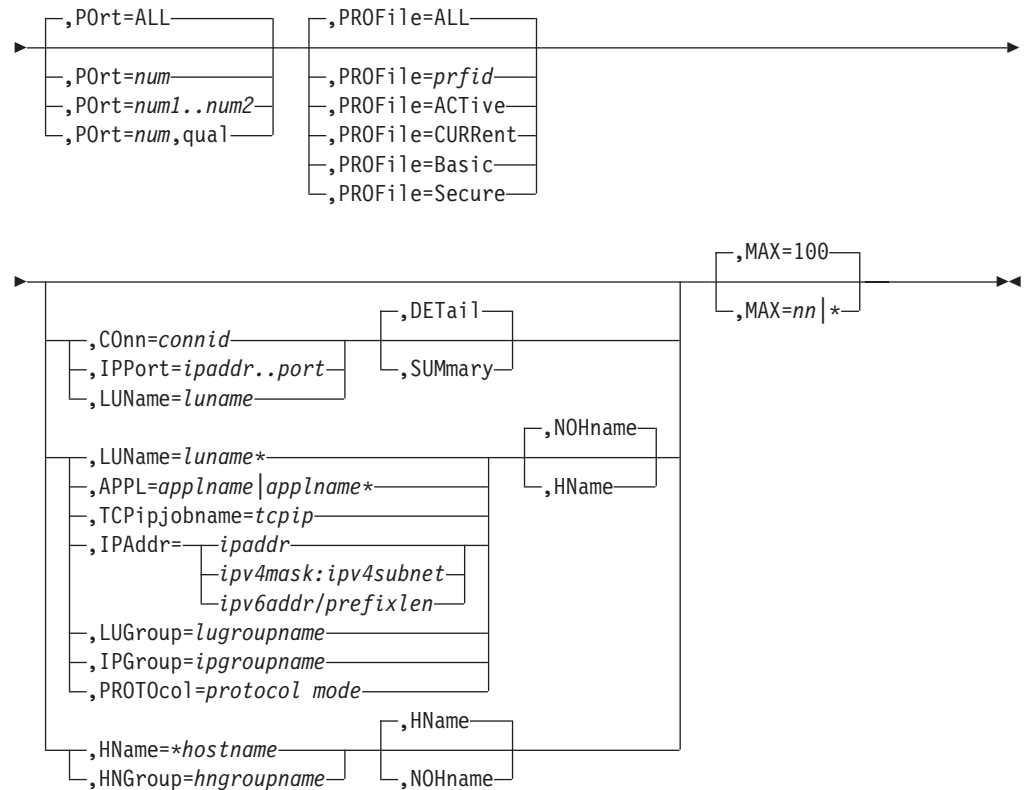 ,POrt=ALL ,PROFile=ALL
,POrt=num ,PROFile=prfid
,POrt=num1..num2 ,PROFile=ACTive
,POrt=num,qual ,PROFile=CURRent
,PROFile=Basic
,PROFile=Secure
,MAX=100
,MAX=nn|*
,DETail
,COnn=connid
,IPPort=ipaddr..port ,SUMmary
,LUName=luname
,NOHname
,LUName=luname*
,APPL=applname|applname* ,HName
,TCPipjobname=tcpip
,IPAddr= ipaddr
ipv4mask:ipv4subnet
ipv6addr/prefixlen
,LUGroup=lugroupname
,IPGroup=ipgroupname
,PROTOcol=protocol mode
,HName
,HName=*hostname
,HNGroup=hngroupname ,NOHname